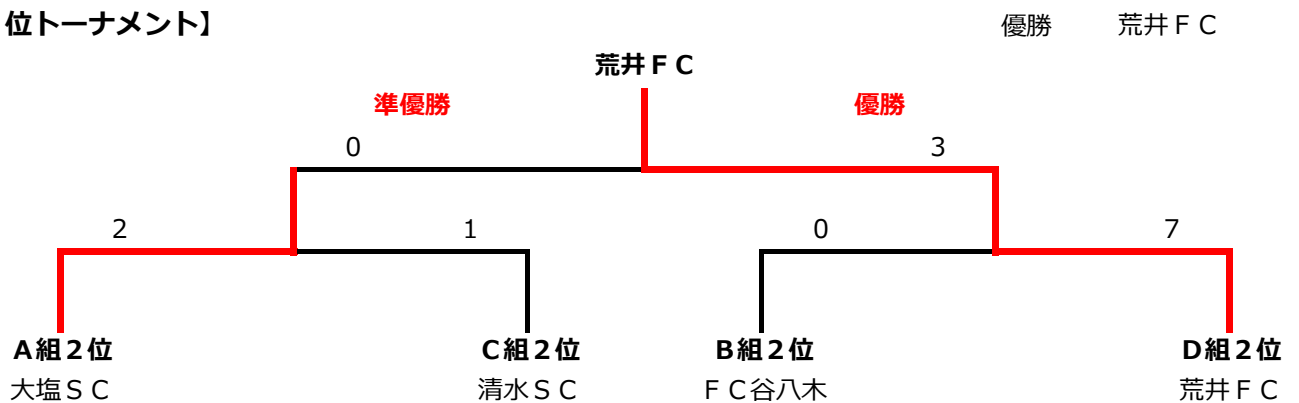 位トーナメント】
優勝 荒井ＦＣ
荒井ＦＣ
準優勝 優勝
0 3
2 1 0 7
A組２位 C組２位 B組２位 D組２位
大塩ＳＣ 清水ＳＣ ＦＣ谷八木 荒井ＦＣ